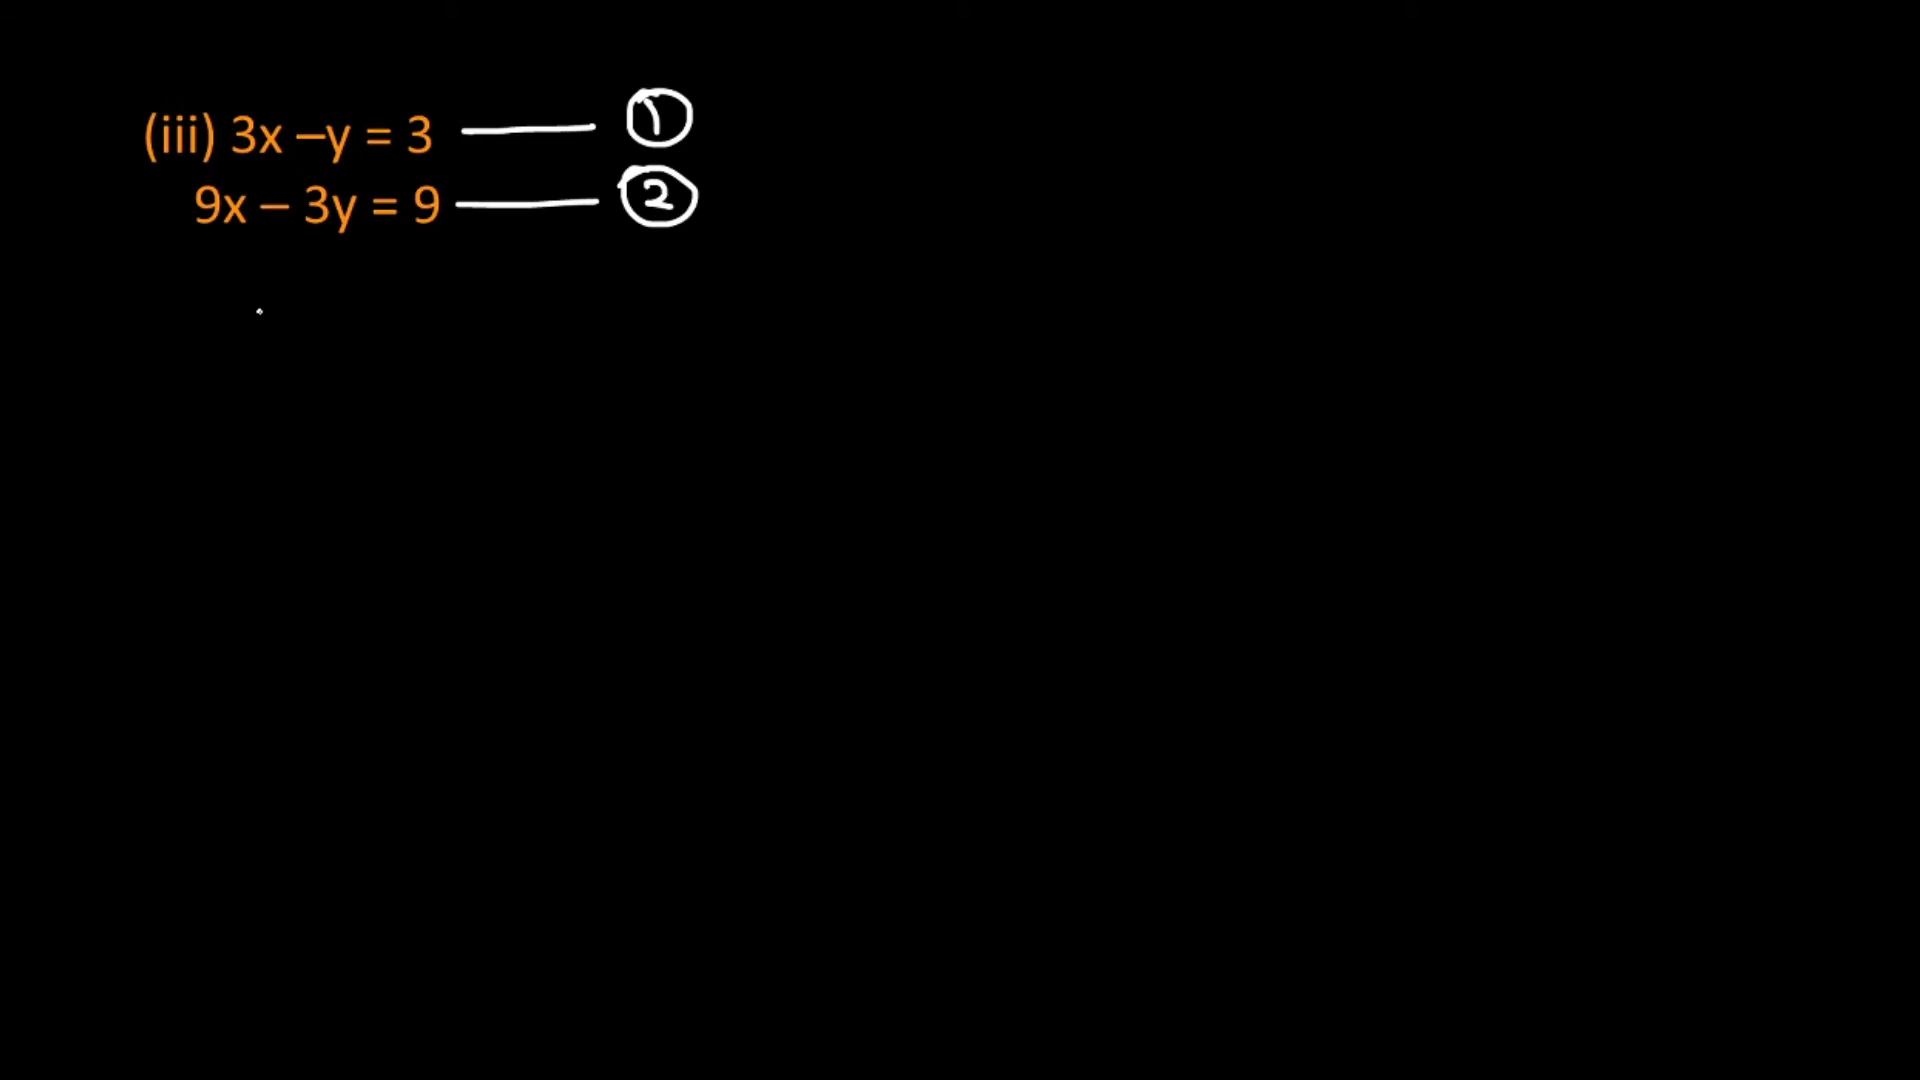 (iii) 3x –y = 3 —— ①
9x – 3y = 9 —— ②